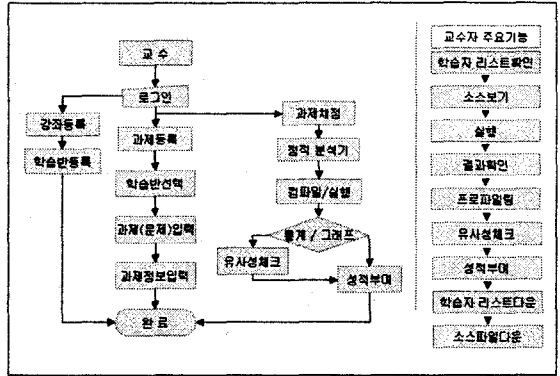 교 수
로그인
강좌등록
학습반등록
과제등록
학습반선택
과제(문제)입력
과제정보입력
완 료
과제채점
정적 분석기
컴파일/실행
통계 / 그래프
유사성체크
성적부여
교수자 주요기능
학습자 리스트확인
소스보기
실행
결과확인
프로파일링
유사성체크
성적부여
학습자 리스트다운
소스파일다운